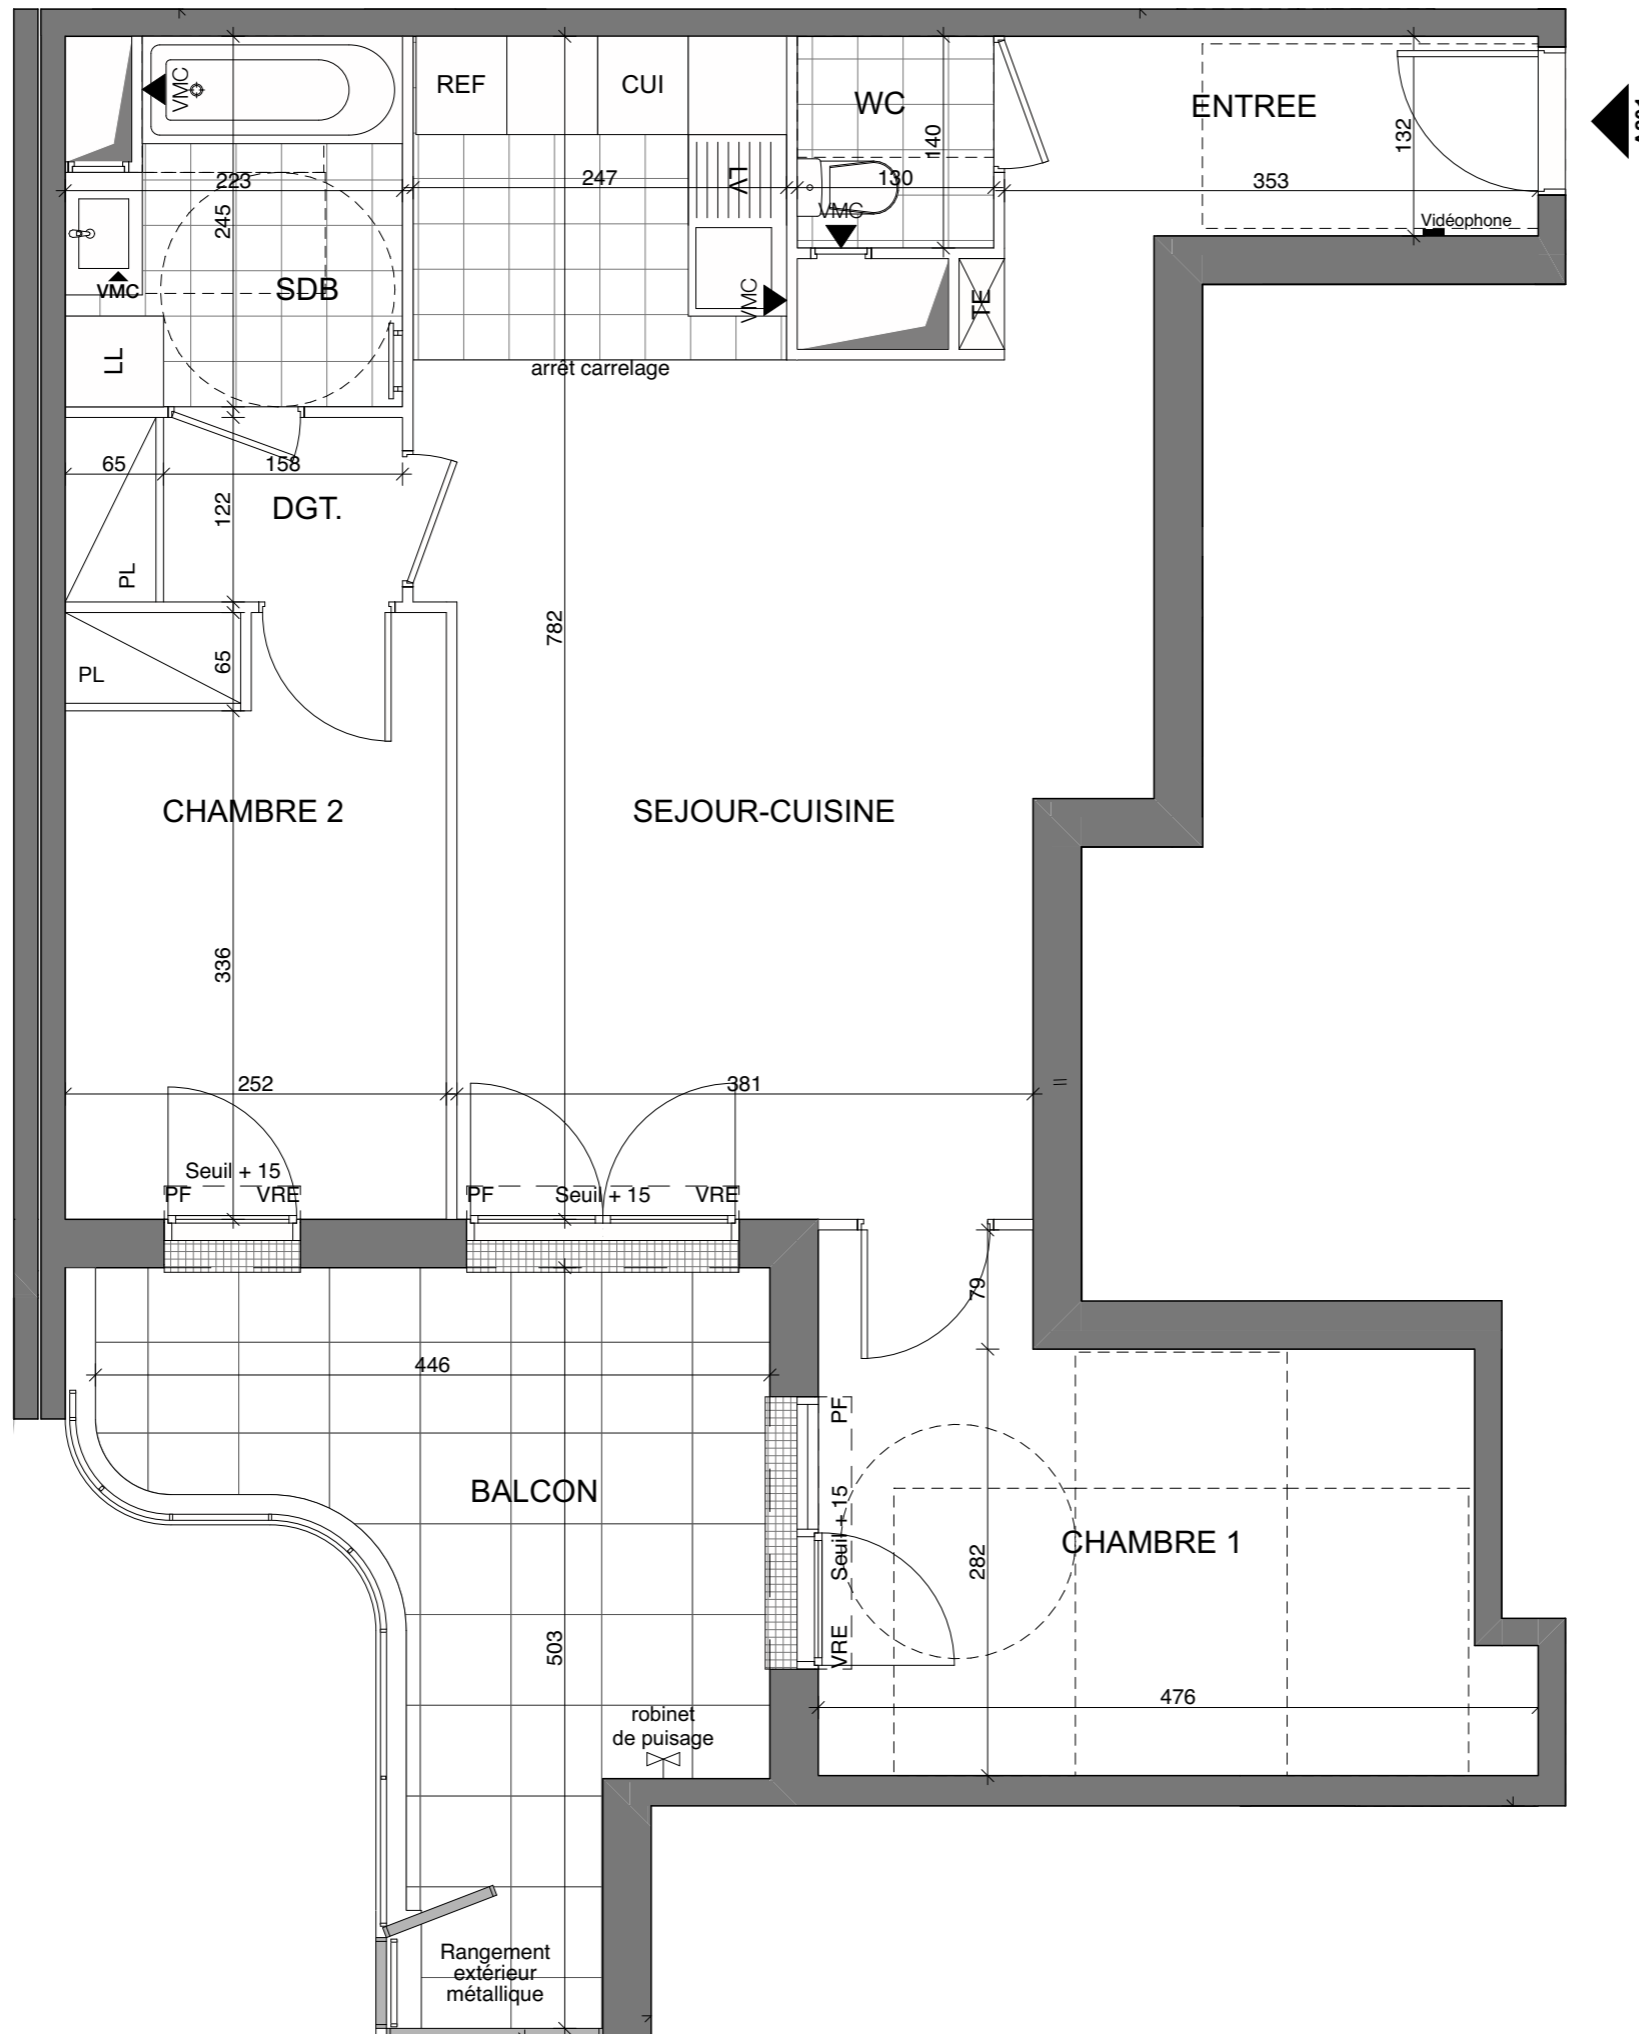 REF
CUI
VMC
WC
ENTREE
132
140
223
247
LV
130
353
VMC
Vidéophone
245
SDB
VMC
VMC
TE
LL
arrêt carrelage
65
158
122
DGT.
PL
782
65
PL
CHAMBRE 2
SEJOUR-CUISINE
336
252
381
Seuil + 15
PF
VRE
PF
Seuil + 15
VRE
79
446
PF
BALCON
Seuil + 15
CHAMBRE 1
282
503
VRE
476
robinet
de puisage
Rangement
extérieur
métallique